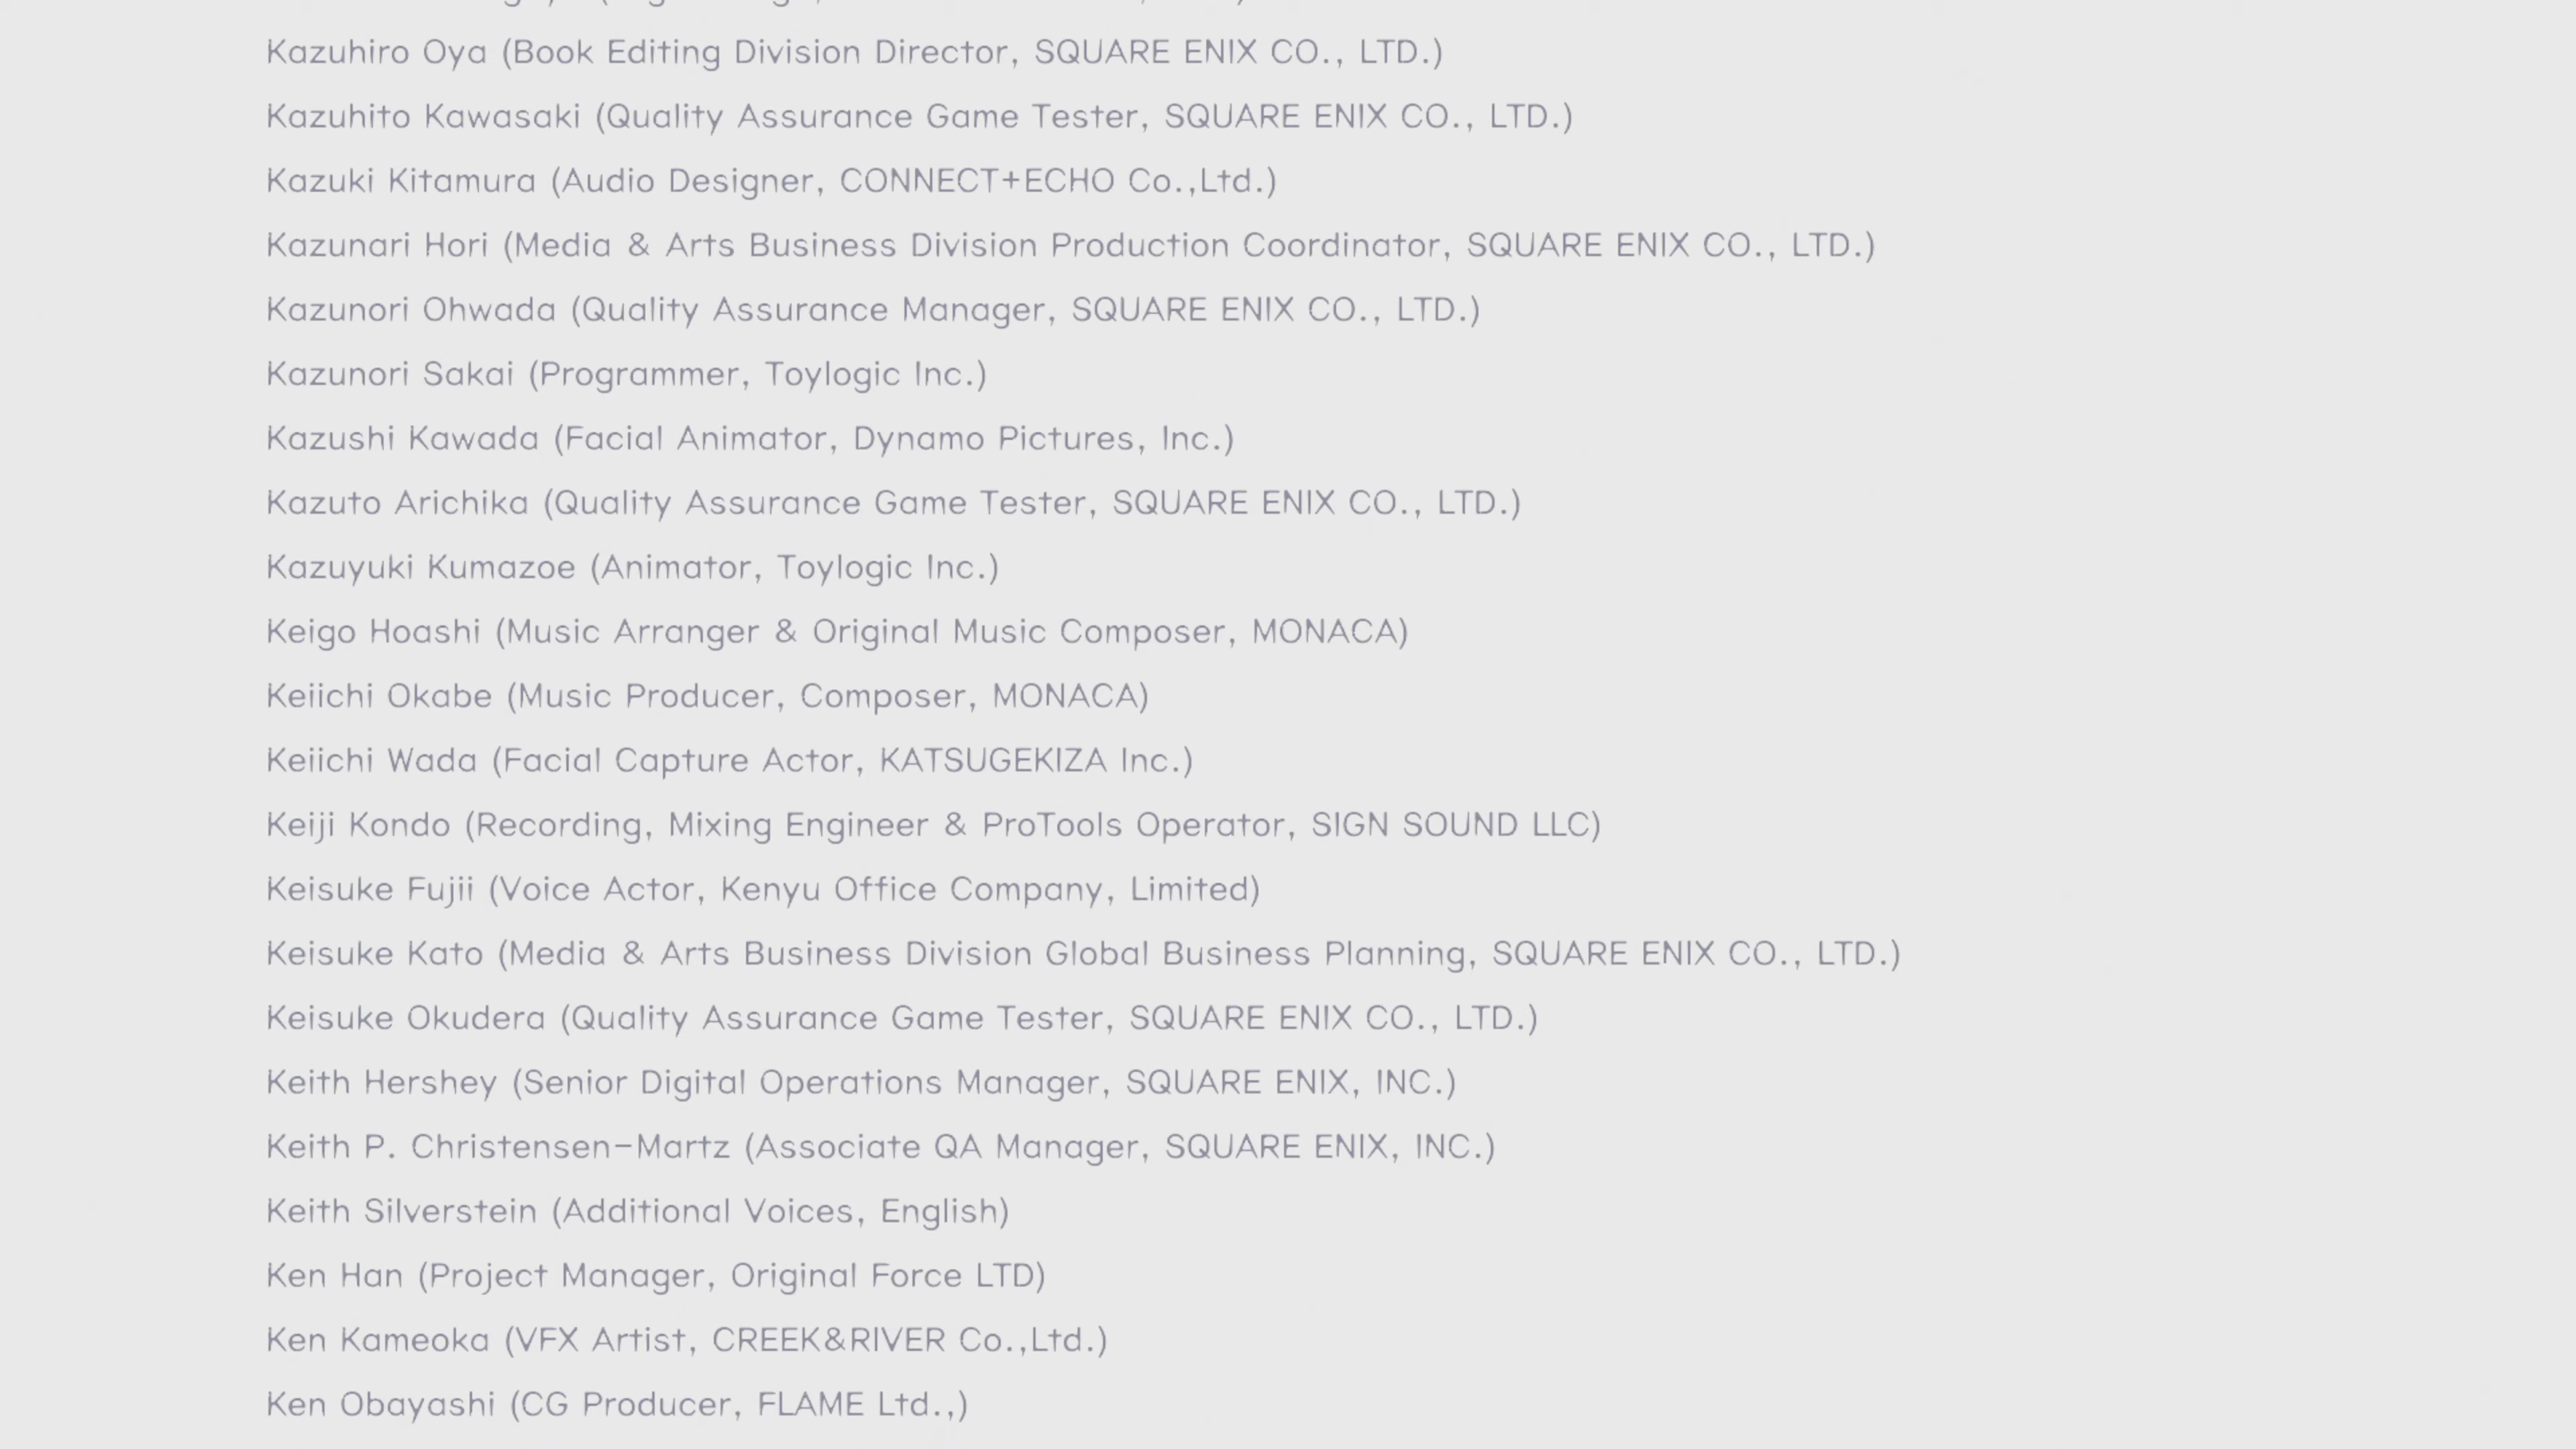 Kazuhiro Oya (Book Editing Division Director, SQUARE ENIX CO., LTD.)
Kazuhito Kawasaki (Quality Assurance Game Tester, SQUARE ENIX CO., LTD.)
Kazuki Kitamura (Audio Designer, CONNECT+ECHO Co.,Ltd.)
Kazunari Hori (Media & Arts Business Division Production Coordinator, SQUARE ENIX CO., LTD.)
Kazunori Ohwada (Quality Assurance Manager, SQUARE ENIX CO., LTD.)
Kazunori Sakai (Programmer, Toylogic Inc.)
Kazushi Kawada (Facial Animator, Dynamo Pictures, Inc.)
Kazuto Arichika (Quality Assurance Game Tester, SQUARE ENIX CO., LTD.)
Kazuyuki Kumazoe (Animator, Toylogic Inc.)
Keigo Hoashi (Music Arranger & Original Music Composer, MONACA)
Keiichi Okabe (Music Producer, Composer, MONACA)
Keiichi Wada (Facial Capture Actor, KATSUGEKIZA Inc.)
Keiji Kondo (Recording, Mixing Engineer & ProTools Operator, SIGN SOUND LLC)
Keisuke Fujii (Voice Actor, Kenyu Office Company, Limited)
Keisuke Kato (Media & Arts Business Division Global Business Planning, SQUARE ENIX CO., LTD.)
Keisuke Okudera (Quality Assurance Game Tester, SQUARE ENIX CO., LTD.)
Keith Hershey (Senior Digital Operations Manager, SQUARE ENIX, INC.)
Keith P. Christensen-Martz (Associate QA Manager, SQUARE ENIX, INC.)
Keith Silverstein (Additional Voices, English)
Ken Han (Project Manager, Original Force LTD)
Ken Kameoka (VFX Artist, CREEK&RIVER Co.,Ltd.)
Ken Obayashi (CG Producer, FLAME Ltd.,)